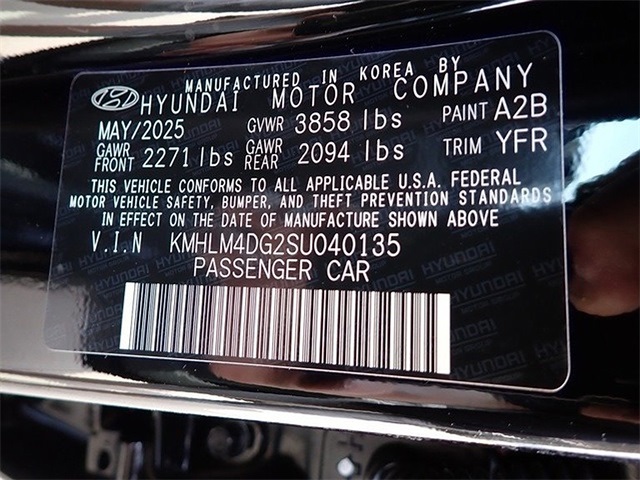 MANUFACTURED IN KOREA BY
HYUNDAI MOTOR COMPANY
MAY/2025 GVWR 3858 lbs PAINT A2B
GAWR FRONT 2271 lbs GAWR REAR 2094 lbs TRIM YFR
THIS VEHICLE CONFORMS TO ALL APPLICABLE U.S.A. FEDERAL
MOTOR VEHICLE SAFETY, BUMPER, AND THEFT PREVENTION STANDARDS
IN EFFECT ON THE DATE OF MANUFACTURE SHOWN ABOVE
V.I.N KMHLM4DG2SU040135
PASSENGER CAR